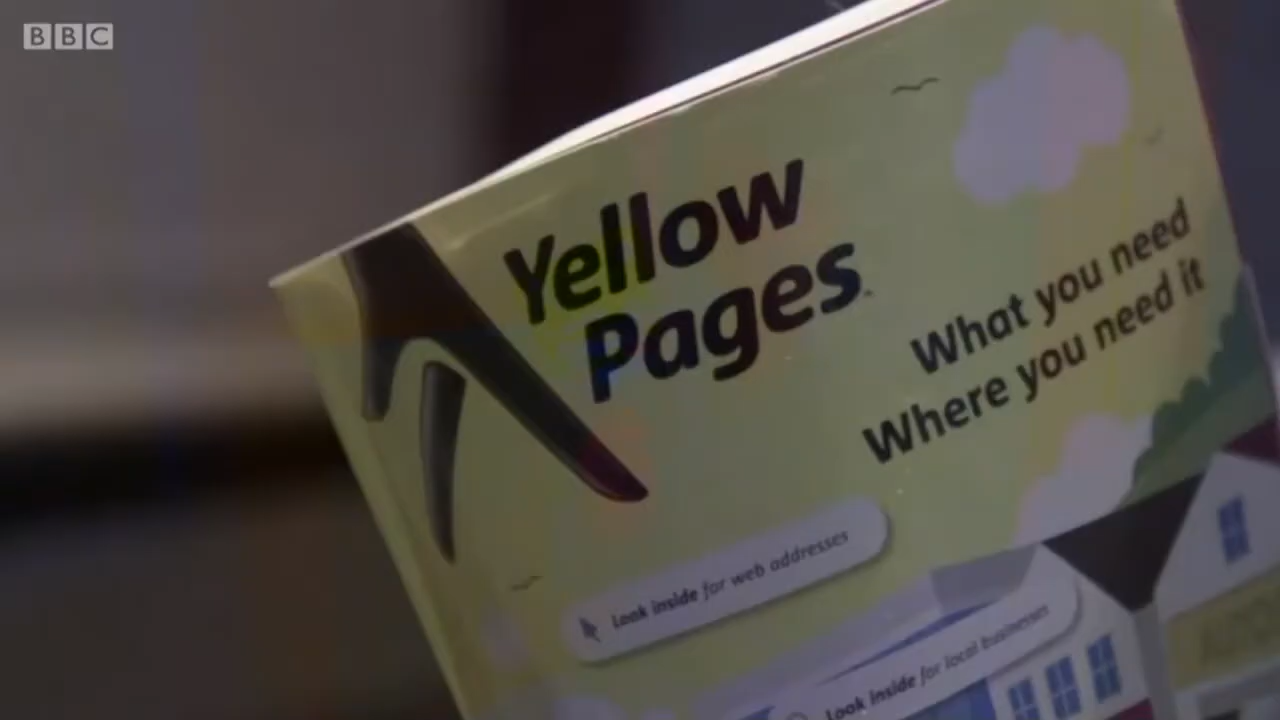 BBC
Yellow
Pages
What you need
Where you need it
Look inside for web addresses
Look inside for local businesses